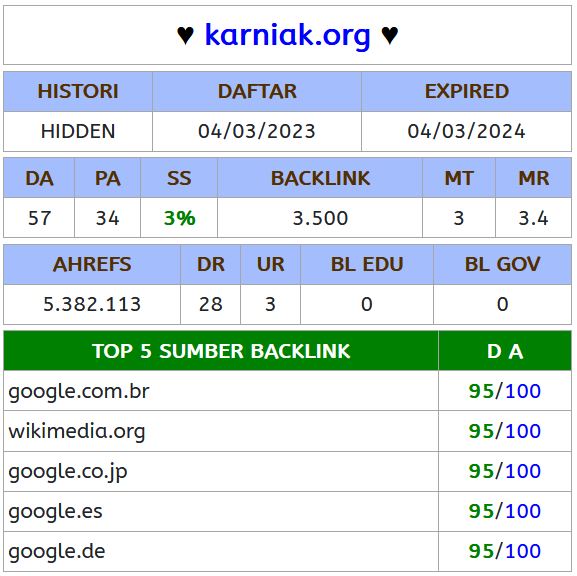 ♥ karniak.org ♥
HISTORI DAFTAR EXPIRED
HIDDEN 04/03/2023 04/03/2024
DA PA SS BACKLINK MT MR
57 34 3% 3.500 3 3.4
AHREFS DR UR BL EDU BL GOV
5.382.113 28 3 0 0
TOP 5 SUMBER BACKLINK D A
google.com.br 95/100
wikimedia.org 95/100
google.co.jp 95/100
google.es 95/100
google.de 95/100